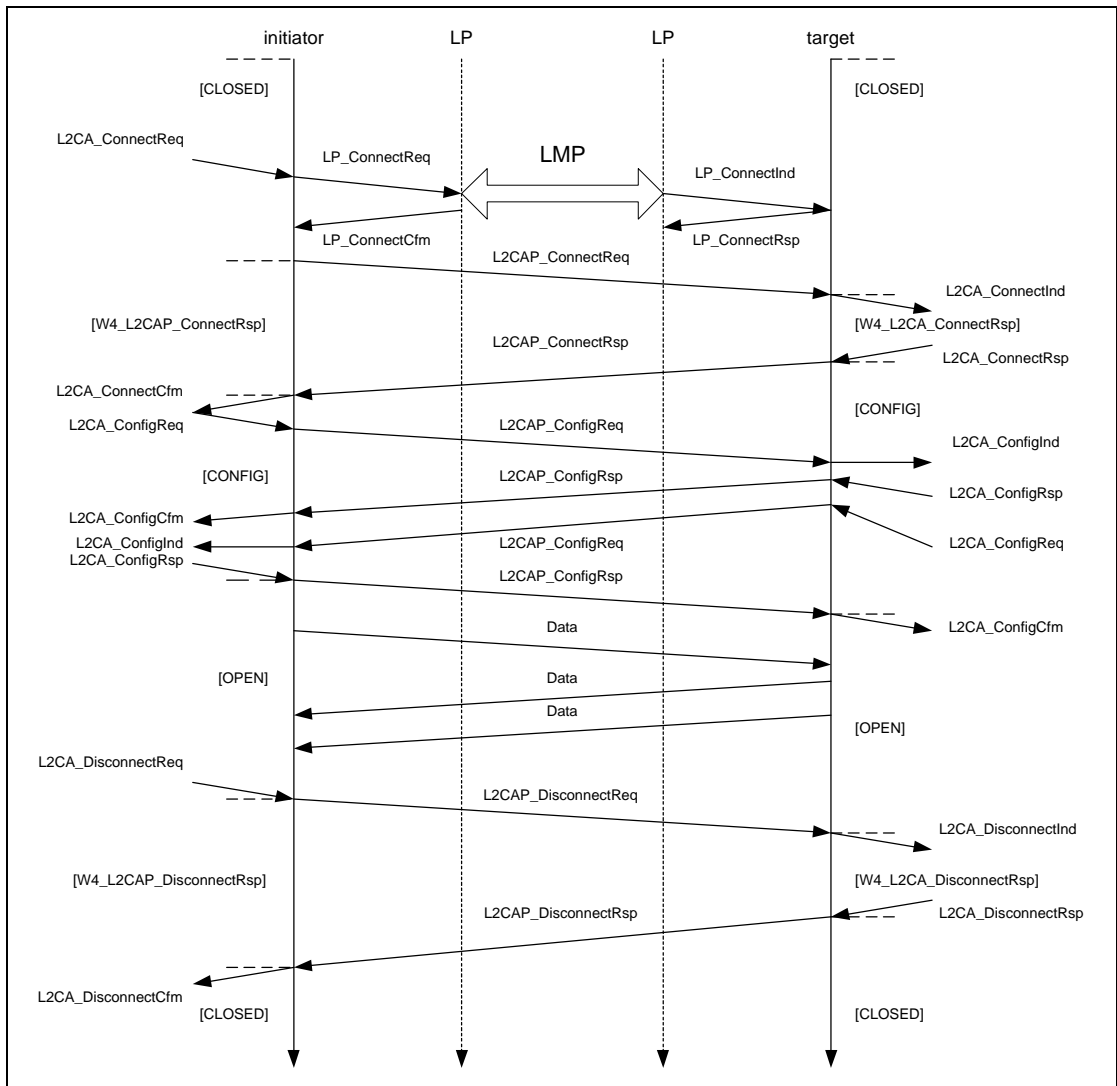 initiator LP LP target
[CLOSED] [CLOSED]
L2CA_ConnectReq
LP_ConnectReq LMP LP_ConnectInd
LP_ConnectCfm LP_ConnectRsp
L2CAP_ConnectReq
L2CA_ConnectInd
[W4_L2CAP_ConnectRsp] [W4_L2CA_ConnectRsp]
L2CAP_ConnectRsp
L2CA_ConnectRsp
L2CA_ConnectCfm
[CONFIG]
L2CA_ConfigReq L2CAP_ConfigReq
L2CA_ConfigInd
[CONFIG] L2CAP_ConfigRsp
L2CA_ConfigRsp
L2CA_ConfigCfm
L2CA_ConfigInd L2CAP_ConfigReq L2CA_ConfigReq
L2CA_ConfigRsp
L2CAP_ConfigRsp
Data L2CA_ConfigCfm
[OPEN] Data
Data
[OPEN]
L2CA_DisconnectReq
L2CAP_DisconnectReq
L2CA_DisconnectInd
[W4_L2CAP_DisconnectRsp] [W4_L2CA_DisconnectRsp]
L2CAP_DisconnectRsp L2CA_DisconnectRsp
L2CA_DisconnectCfm
[CLOSED] [CLOSED]